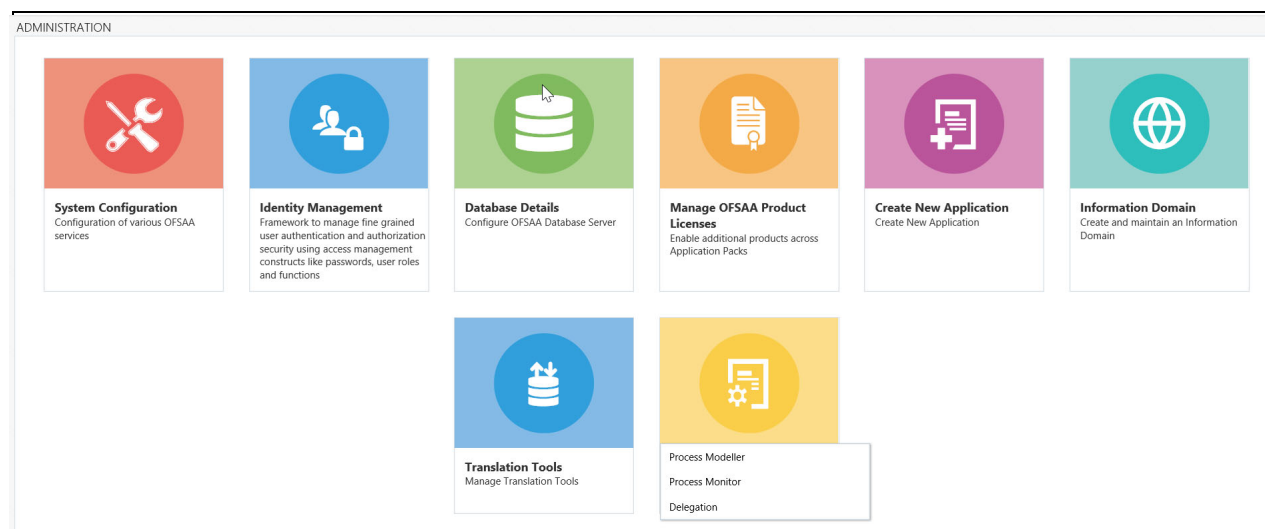 ADMINISTRATION
System Configuration
Configuration of various OFSAA
services
Identity Management
Framework to manage fine grained
user authentication and authorization
security using access management
constructs like passwords, user roles
and functions
Database Details
Configure OFSAA Database Server
Manage OFSAA Product
Licenses
Enable additional products across
Application Packs
Create New Application
Create New Application
Information Domain
Create and maintain an Information
Domain
Translation Tools
Manage Translation Tools
Process Modeller
Process Monitor
Delegation